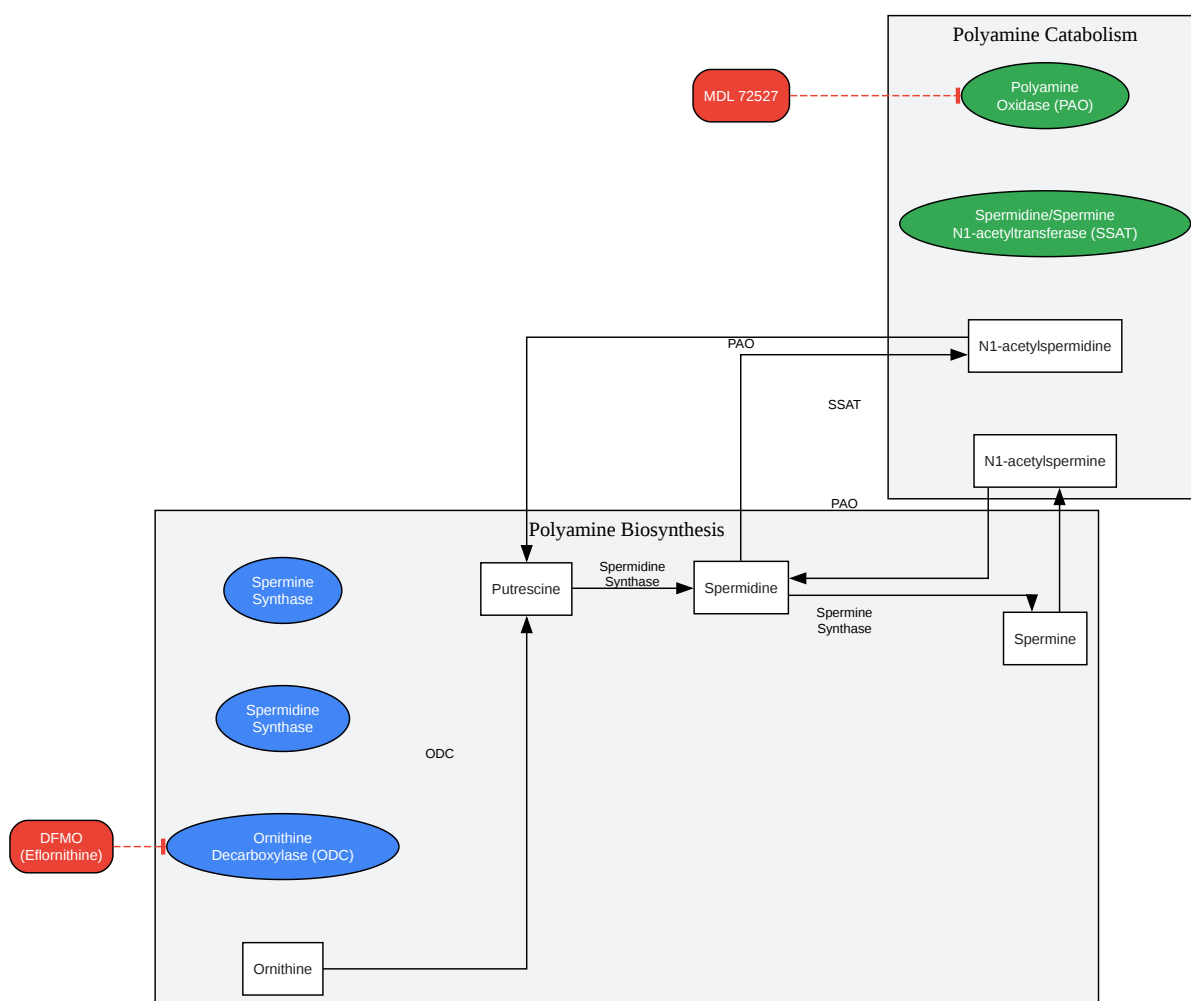 Polyamine Catabolism
MDL 72527
Polyamine
Oxidase (PAO)
Spermidine/Spermine
N1-acetyltransferase (SSAT)
N1-acetylspermidine
PAO
SSAT
N1-acetylspermine
PAO
Polyamine Biosynthesis
Spermine
Synthase
Putrescine
Spermidine
Synthase
Spermidine
Spermine
Synthase
Spermine
Spermidine
Synthase
ODC
DFMO
(Eflornithine)
Ornithine
Decarboxylase (ODC)
Ornithine